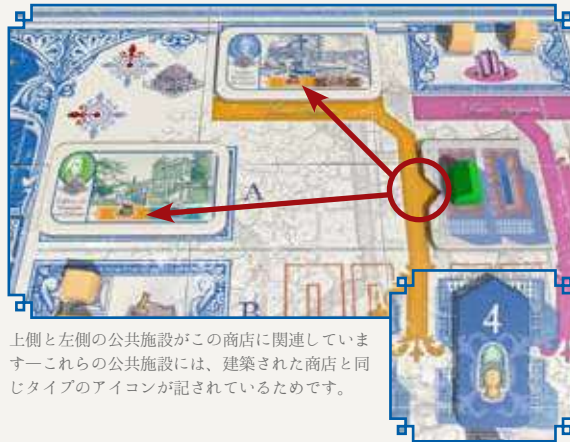 A
B
4
上側と左側の公共施設がこの商店に関連していま
す—これらの公共施設には、建築された商店と同
じタイプのアイコンが記されているためです。